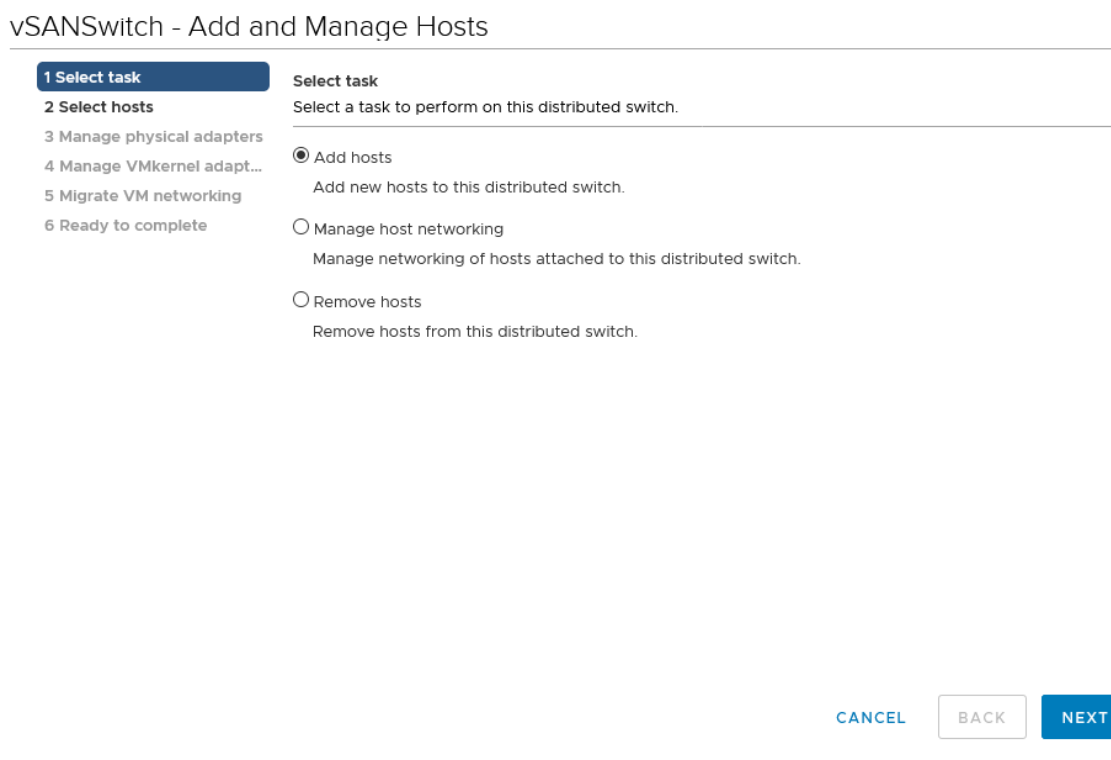 vSANSwitch - Add and Manage Hosts
1 Select task
2 Select hosts
3 Manage physical adapters
4 Manage VMkernel adapt...
5 Migrate VM networking
6 Ready to complete
Select task
Select a task to perform on this distributed switch.
Add hosts
Add new hosts to this distributed switch.
Manage host networking
Manage networking of hosts attached to this distributed switch.
Remove hosts
Remove hosts from this distributed switch.
CANCEL
BACK
NEXT